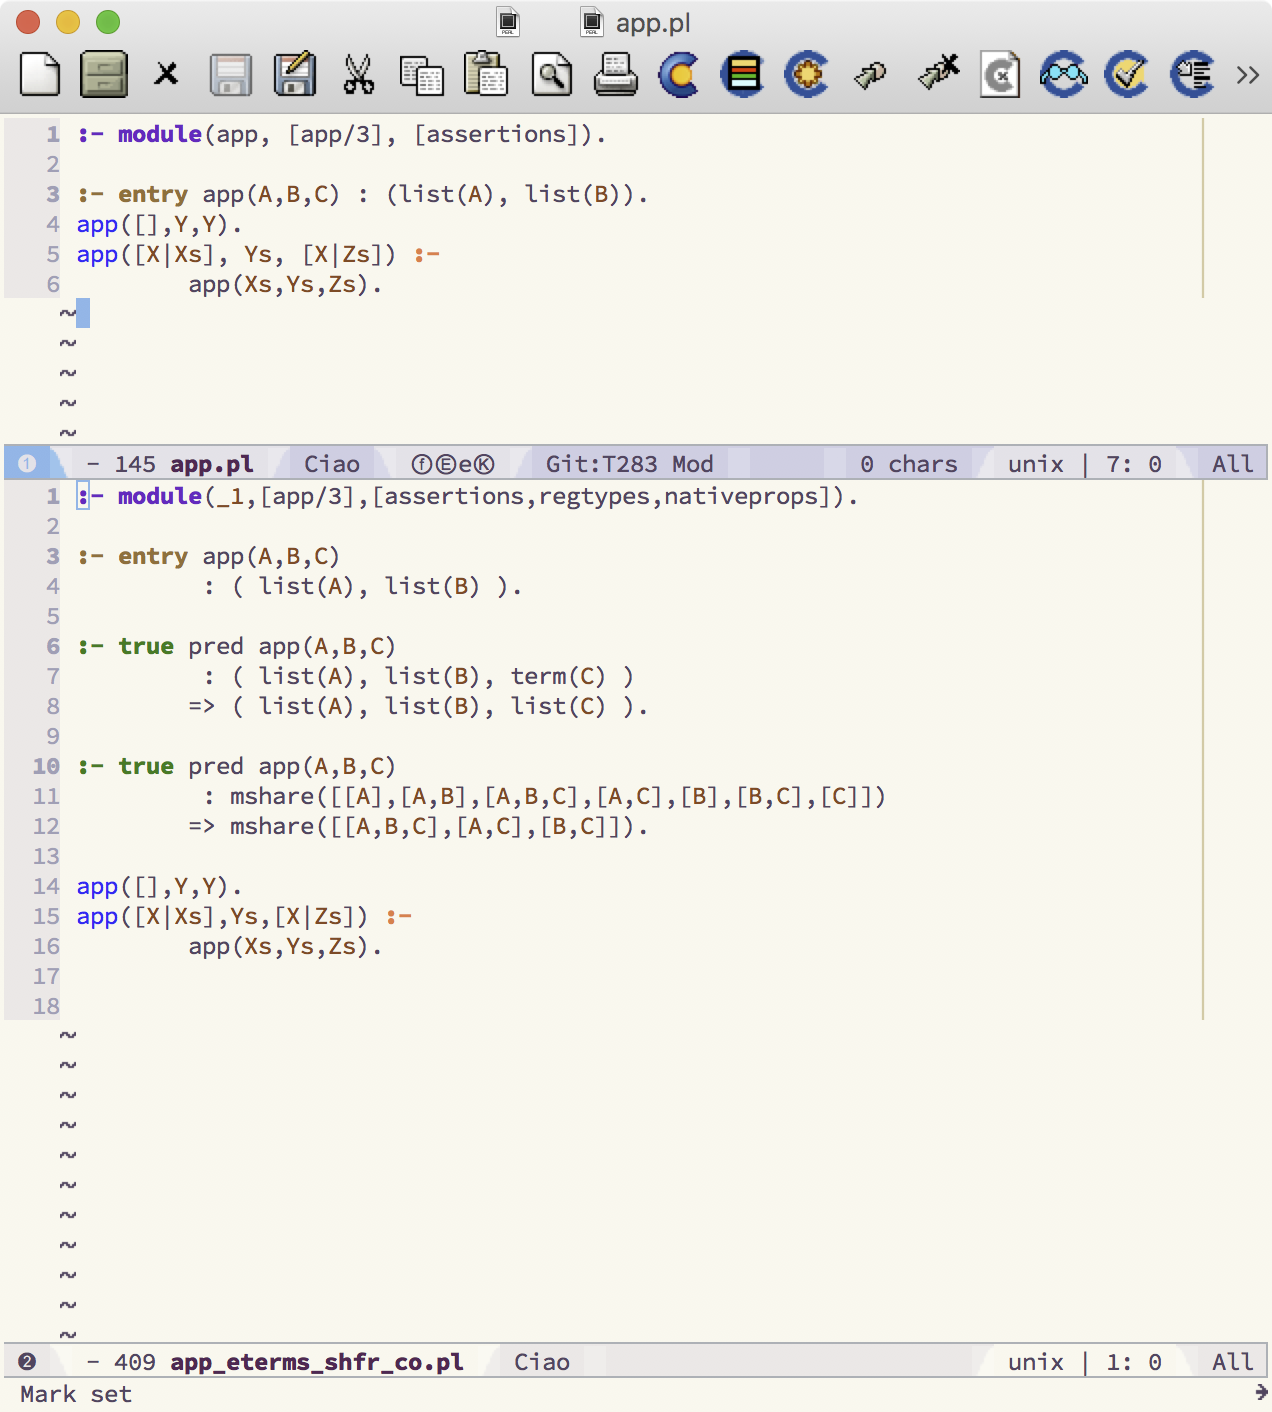 app.pl
1 :- module(app, [app/3], [assertions]).
2
3 :- entry app(A,B,C) : (list(A), list(B)).
4 app([],Y,Y).
5 app([X|Xs], Ys, [X|Zs]) :-
6 app(Xs,Ys,Zs).
~
~
~
~
~
1 - 145 app.pl Ciao ⓕⒺeⓀ Git:T283 Mod 0 chars unix | 7: 0 All
1 :- module(_1,[app/3],[assertions,regtypes,nativeprops]).
2
3 :- entry app(A,B,C)
4 : ( list(A), list(B) ).
5
6 :- true pred app(A,B,C)
7 : ( list(A), list(B), term(C) )
8 => ( list(A), list(B), list(C) ).
9
10 :- true pred app(A,B,C)
11 : mshare([[A],[A,B],[A,B,C],[A,C],[B],[B,C],[C]])
12 => mshare([[A,B,C],[A,C],[B,C]]).
13
14 app([],Y,Y).
15 app([X|Xs],Ys,[X|Zs]) :-
16 app(Xs,Ys,Zs).
17
18
~
~
~
~
~
~
~
~
~
~
~
2 - 409 app_eterms_shfr_co.pl Ciao unix | 1: 0 All
Mark set